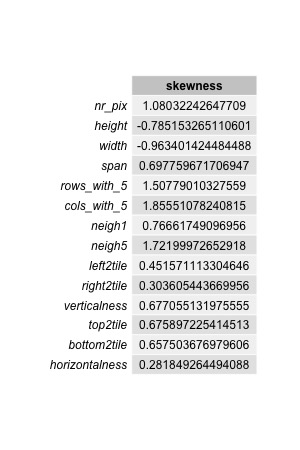 skewness
nr_pix 1.08032242647709
height -0.785153265110601
width -0.963401424484488
span 0.697759671706947
rows_with_5 1.50779010327559
cols_with_5 1.85551078240815
neigh1 0.76661749096956
neigh5 1.72199972652918
left2tile 0.451571113304646
right2tile 0.303605443669956
verticalness 0.677055131975555
top2tile 0.675897225414513
bottom2tile 0.657503676979606
horizontalness 0.281849264494088